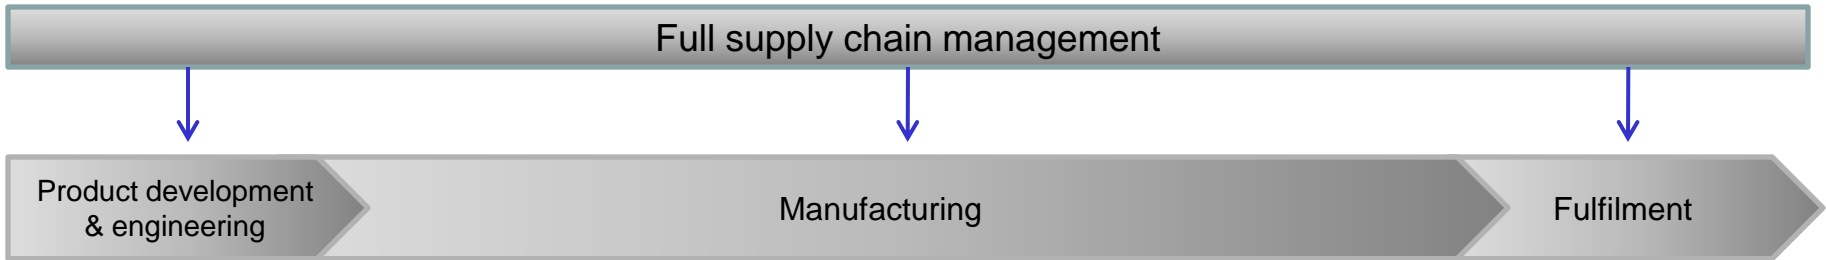 Full supply chain management
Product development
& engineering
Manufacturing
Fulfilment